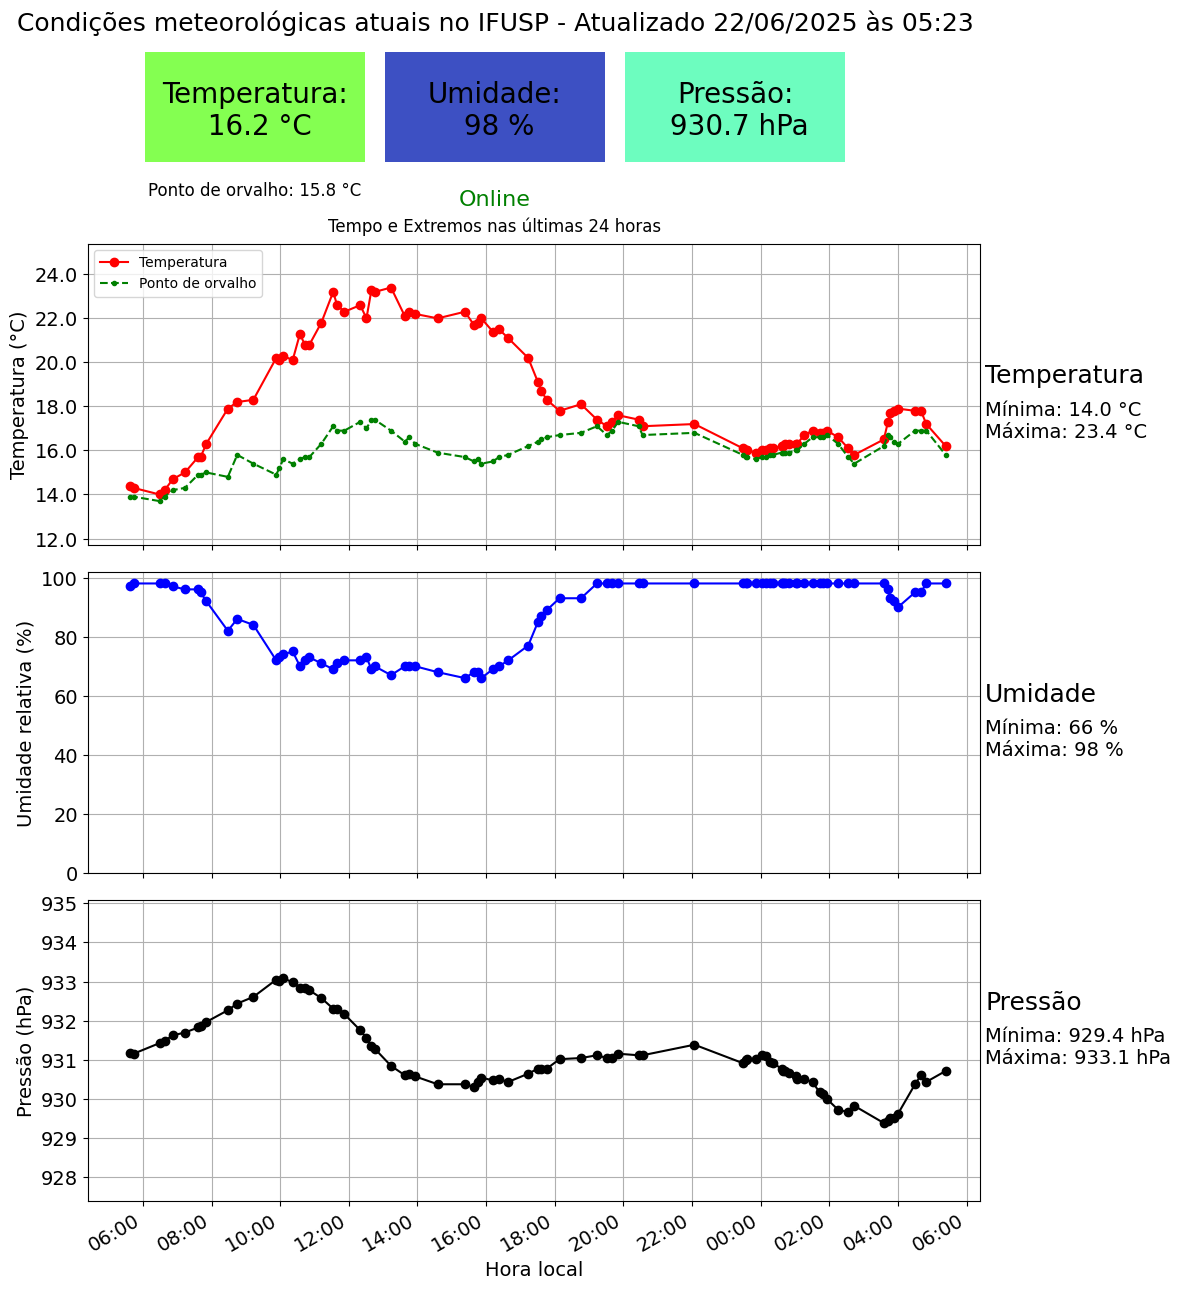 Condições meteorológicas atuais no IFUSP - Atualizado 22/06/2025 às 05:23
Temperatura:
16.2 °C
Umidade:
98 %
Pressão:
930.7 hPa
Ponto de orvalho: 15.8 °C
Online
Tempo e Extremos nas últimas 24 horas
Temperatura
Ponto de orvalho
Temperatura (°C)
24.0
22.0
20.0
18.0
16.0
14.0
12.0
Temperatura
Mínima: 14.0 °C
Máxima: 23.4 °C
Umidade relativa (%)
100
80
60
40
20
0
Umidade
Mínima: 66 %
Máxima: 98 %
Pressão (hPa)
935
934
933
932
931
930
929
928
Pressão
Mínima: 929.4 hPa
Máxima: 933.1 hPa
06:00 08:00 10:00 12:00 14:00 16:00 18:00 20:00 22:00 00:00 02:00 04:00 06:00
Hora local